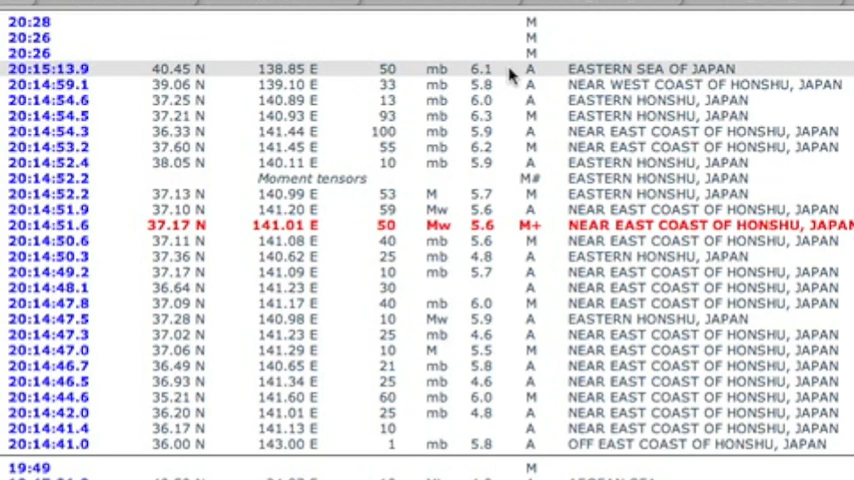 20:28 M
20:26 M
20:26 M
20:15:13.9 40.45 N 138.85 E 50 mb 6.1 A EASTERN SEA OF JAPAN
20:14:59.1 39.06 N 139.10 E 33 mb 5.8 A NEAR WEST COAST OF HONSHU, JAPAN
20:14:54.6 37.25 N 140.89 E 13 mb 6.0 A EASTERN HONSHU, JAPAN
20:14:54.5 37.21 N 140.93 E 93 mb 6.3 M EASTERN HONSHU, JAPAN
20:14:54.3 36.33 N 141.44 E 100 mb 5.9 A NEAR EAST COAST OF HONSHU, JAPAN
20:14:53.2 37.60 N 141.45 E 55 mb 6.2 M NEAR EAST COAST OF HONSHU, JAPAN
20:14:52.4 38.05 N 140.11 E 10 mb 5.9 A EASTERN HONSHU, JAPAN
20:14:52.2 Moment tensors M# EASTERN HONSHU, JAPAN
20:14:52.2 37.13 N 140.99 E 53 M 5.7 M EASTERN HONSHU, JAPAN
20:14:51.9 37.10 N 141.20 E 59 Mw 5.6 A NEAR EAST COAST OF HONSHU, JAPAN
20:14:51.6 37.17 N 141.01 E 50 Mw 5.6 M+ NEAR EAST COAST OF HONSHU, JAPAN
20:14:50.6 37.11 N 141.08 E 40 mb 5.6 M NEAR EAST COAST OF HONSHU, JAPAN
20:14:50.3 37.36 N 140.62 E 25 mb 4.8 A EASTERN HONSHU, JAPAN
20:14:49.2 37.17 N 141.09 E 10 mb 5.7 A NEAR EAST COAST OF HONSHU, JAPAN
20:14:48.1 36.64 N 141.23 E 30 A NEAR EAST COAST OF HONSHU, JAPAN
20:14:47.8 37.09 N 141.17 E 40 mb 6.0 M NEAR EAST COAST OF HONSHU, JAPAN
20:14:47.5 37.28 N 140.98 E 10 Mw 5.9 A EASTERN HONSHU, JAPAN
20:14:47.3 37.02 N 141.23 E 25 mb 4.6 A NEAR EAST COAST OF HONSHU, JAPAN
20:14:47.0 37.06 N 141.29 E 10 M 5.5 M NEAR EAST COAST OF HONSHU, JAPAN
20:14:46.7 36.49 N 140.65 E 21 mb 5.8 A NEAR EAST COAST OF HONSHU, JAPAN
20:14:46.5 36.93 N 141.34 E 25 mb 4.6 A NEAR EAST COAST OF HONSHU, JAPAN
20:14:44.6 35.21 N 141.60 E 60 mb 6.0 M NEAR EAST COAST OF HONSHU, JAPAN
20:14:42.0 36.20 N 141.01 E 25 mb 4.8 A NEAR EAST COAST OF HONSHU, JAPAN
20:14:41.4 36.17 N 141.13 E 10 A NEAR EAST COAST OF HONSHU, JAPAN
20:14:41.0 36.00 N 143.00 E 1 mb 5.8 A OFF EAST COAST OF HONSHU, JAPAN
19:49 M